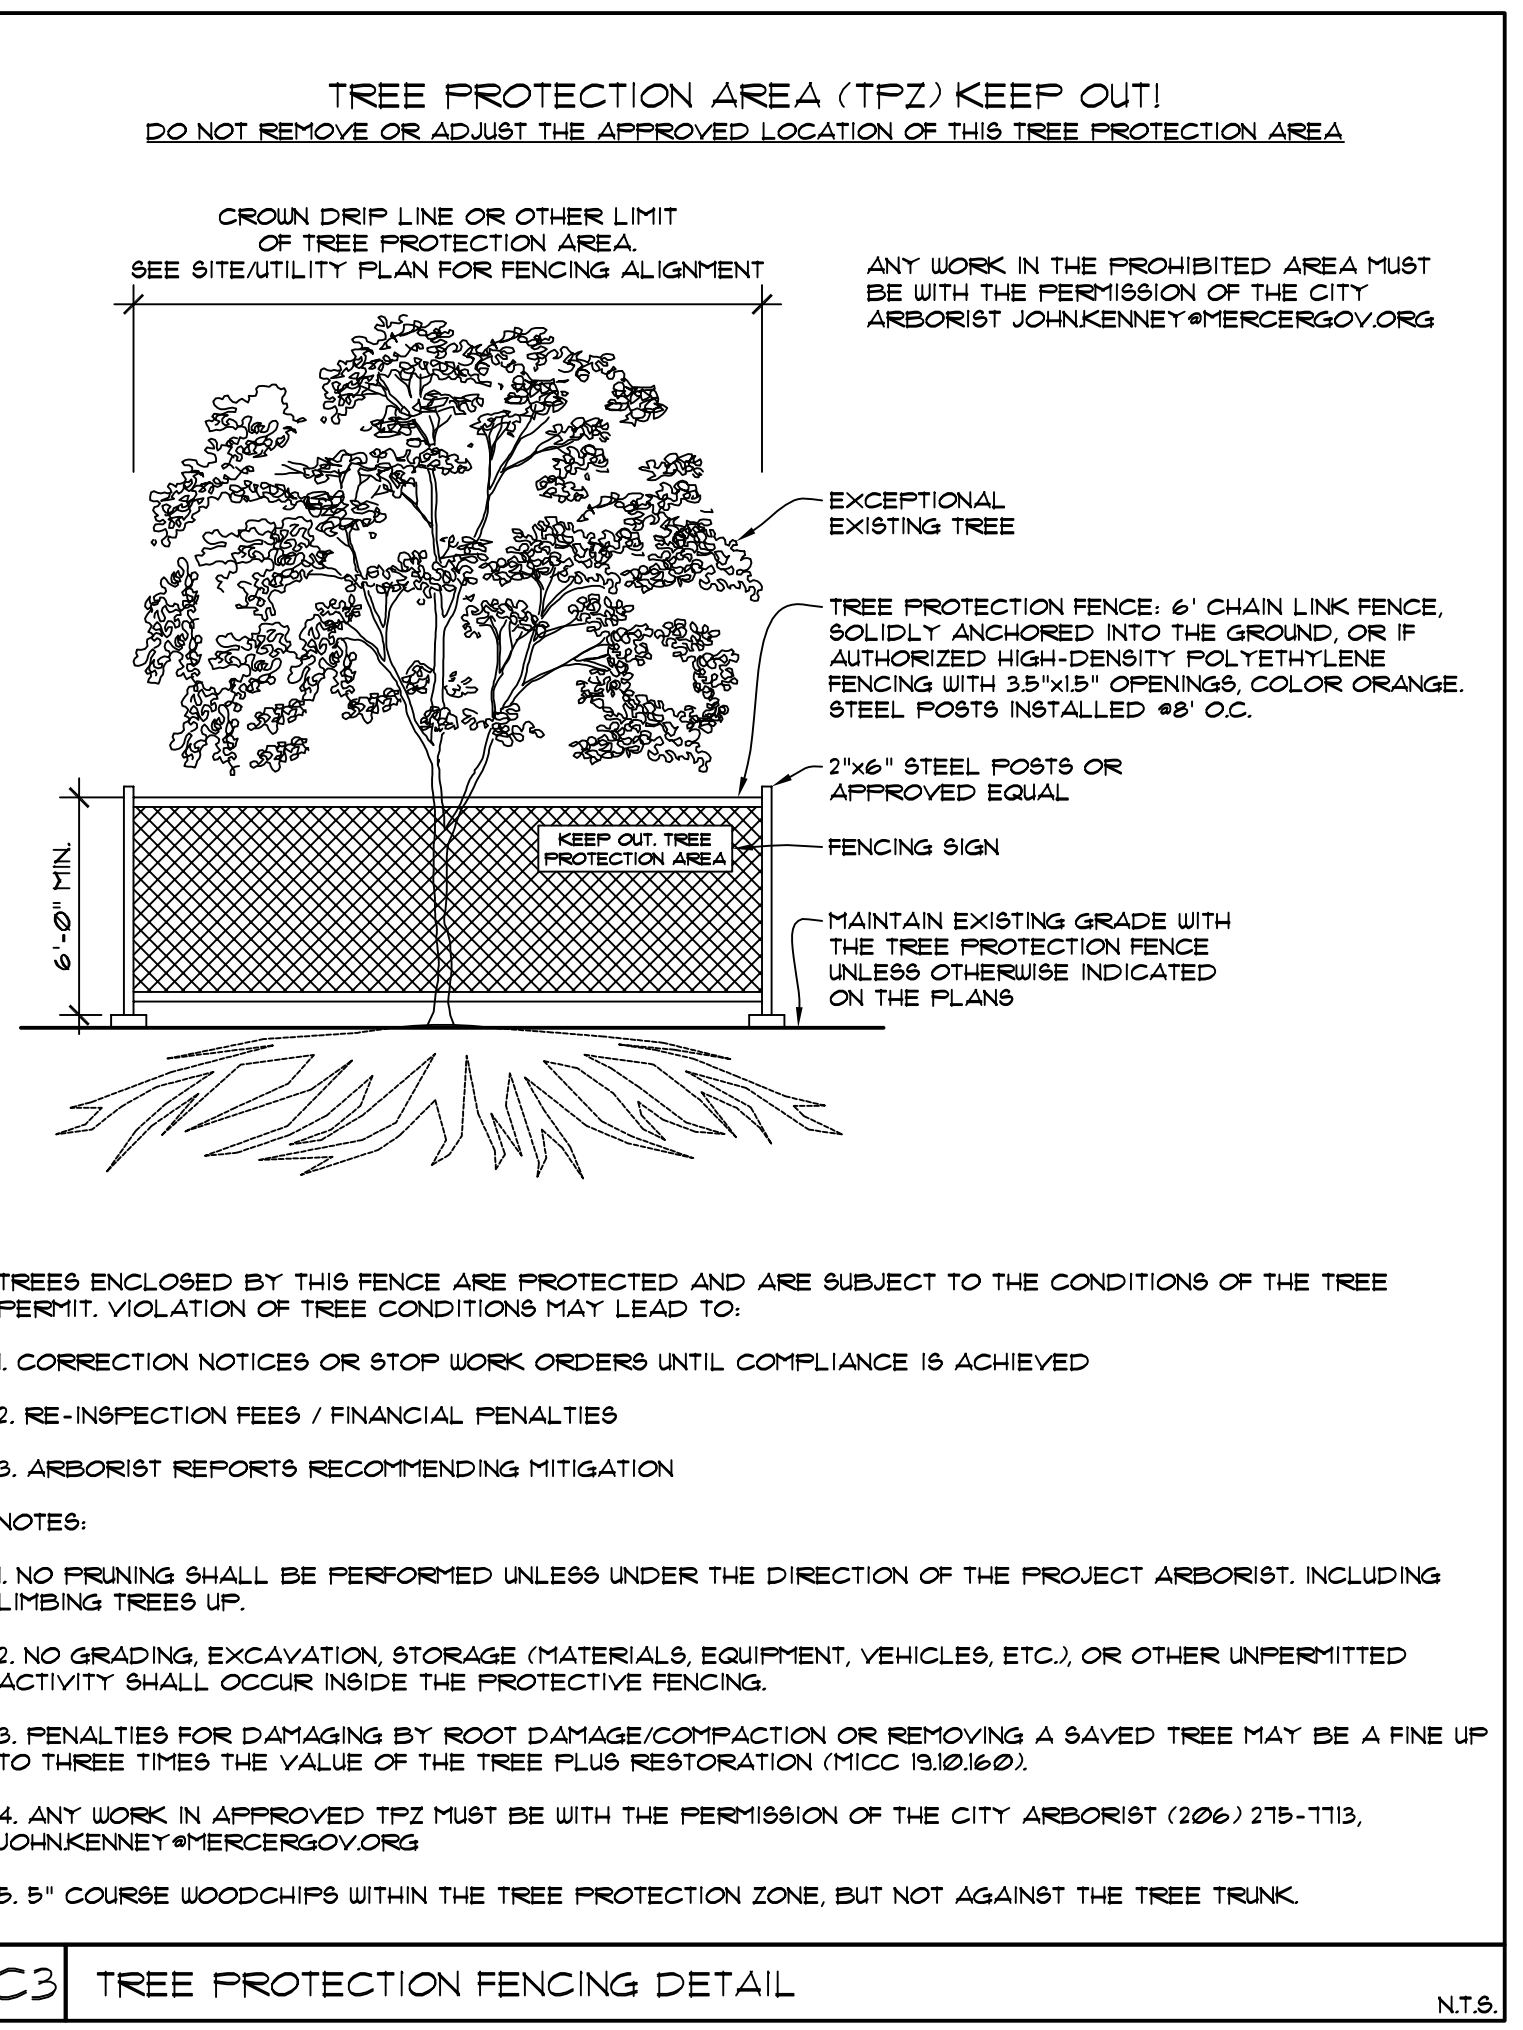 TREE PROTECTION AREA (TPZ) KEEP OUT!
DO NOT REMOVE OR ADJUST THE APPROVED LOCATION OF THIS TREE PROTECTION AREA
CROWN DRIP LINE OR OTHER LIMIT
OF TREE PROTECTION AREA.
SEE SITE/UTILITY PLAN FOR FENCING ALIGNMENT
ANY WORK IN THE PROHIBITED AREA MUST
BE WITH THE PERMISSION OF THE CITY
ARBORIST JOHN.KENNEY@MERCERGOV.ORG
EXCEPTIONAL
EXISTING TREE
TREE PROTECTION FENCE: 6' CHAIN LINK FENCE,
SOLIDLY ANCHORED INTO THE GROUND, OR IF
AUTHORIZED HIGH-DENSITY POLYETHYLENE
FENCING WITH 3.5"x1.5" OPENINGS, COLOR ORANGE.
STEEL POSTS INSTALLED @8' O.C.
2"x6" STEEL POSTS OR
APPROVED EQUAL
KEEP OUT. TREE
PROTECTION AREA
FENCING SIGN
6'-0" MIN.
MAINTAIN EXISTING GRADE WITH
THE TREE PROTECTION FENCE
UNLESS OTHERWISE INDICATED
ON THE PLANS
TREES ENCLOSED BY THIS FENCE ARE PROTECTED AND ARE SUBJECT TO THE CONDITIONS OF THE TREE
PERMIT. VIOLATION OF TREE CONDITIONS MAY LEAD TO:
1. CORRECTION NOTICES OR STOP WORK ORDERS UNTIL COMPLIANCE IS ACHIEVED
2. RE-INSPECTION FEES / FINANCIAL PENALTIES
3. ARBORIST REPORTS RECOMMENDING MITIGATION
NOTES:
1. NO PRUNING SHALL BE PERFORMED UNLESS UNDER THE DIRECTION OF THE PROJECT ARBORIST. INCLUDING
LIMBING TREES UP.
2. NO GRADING, EXCAVATION, STORAGE (MATERIALS, EQUIPMENT, VEHICLES, ETC.), OR OTHER UNPERMITTED
ACTIVITY SHALL OCCUR INSIDE THE PROTECTIVE FENCING.
3. PENALTIES FOR DAMAGING BY ROOT DAMAGE/COMPACTION OR REMOVING A SAVED TREE MAY BE A FINE UP
TO THREE TIMES THE VALUE OF THE TREE PLUS RESTORATION (MICC 19.10.160).
4. ANY WORK IN APPROVED TPZ MUST BE WITH THE PERMISSION OF THE CITY ARBORIST (206) 275-7713,
JOHN.KENNEY@MERCERGOV.ORG
5. 5" COURSE WOODCHIPS WITHIN THE TREE PROTECTION ZONE, BUT NOT AGAINST THE TREE TRUNK.
C3 TREE PROTECTION FENCING DETAIL
N.T.S.